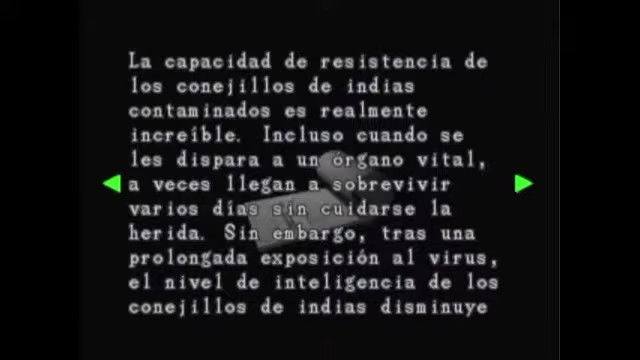 La capacidad de resistencia de
los conejillos de indias
contaminados es realmente
increíble. Incluso cuando se
les dispara a un órgano vital,
a veces llegan a sobrevivir
varios días sin cuidarse la
herida. Sin embargo, tras una
prolongada exposición al virus,
el nivel de inteligencia de los
conejillos de indias disminuye